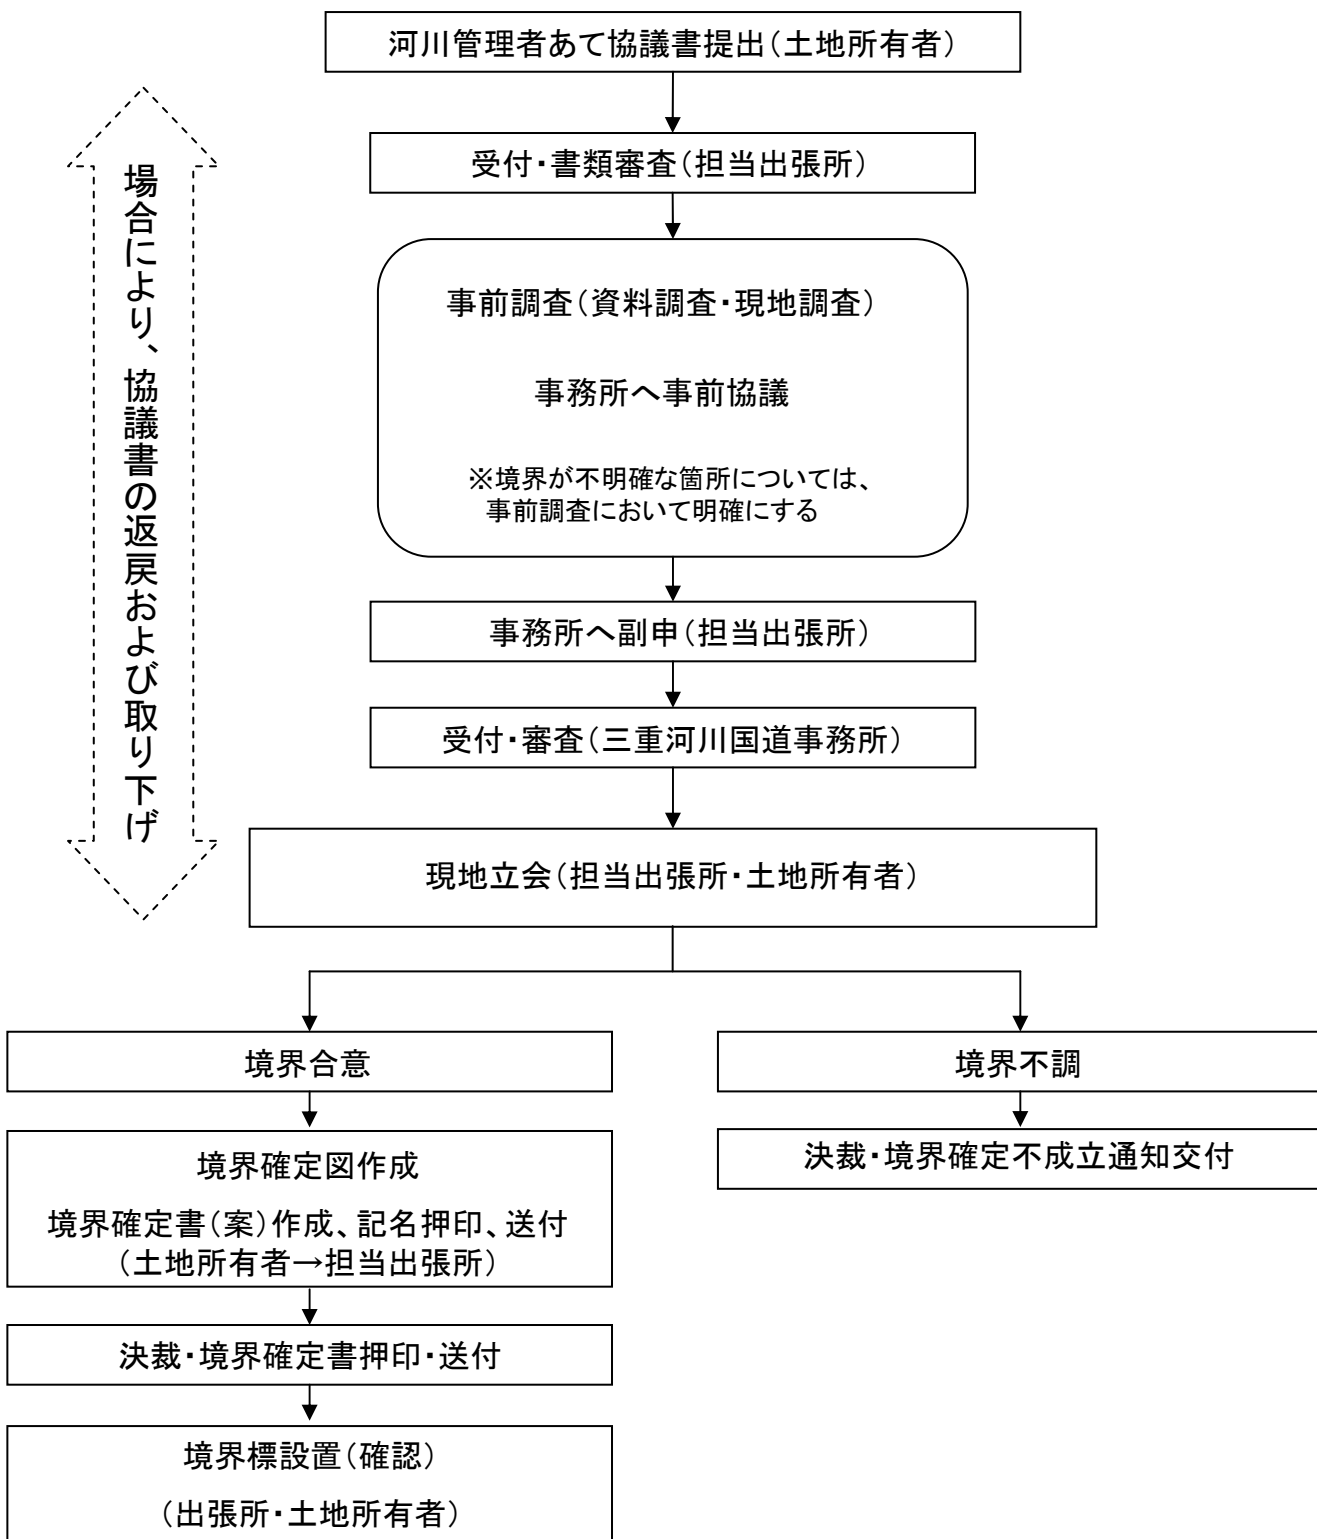 河川管理者あて協議書提出(土地所有者)
受付・書類審査(担当出張所)
場合により、協議書の返戻および取り下げ
事前調査(資料調査・現地調査)
事務所へ事前協議
※境界が不明確な箇所については、
事前調査において明確にする
事務所へ副申(担当出張所)
受付・審査(三重河川国道事務所)
現地立会(担当出張所・土地所有者)
境界合意
境界不調
境界確定図作成
境界確定書(案)作成、記名押印、送付
(土地所有者→担当出張所)
決裁・境界確定不成立通知交付
決裁・境界確定書押印・送付
境界標設置(確認)
(出張所・土地所有者)